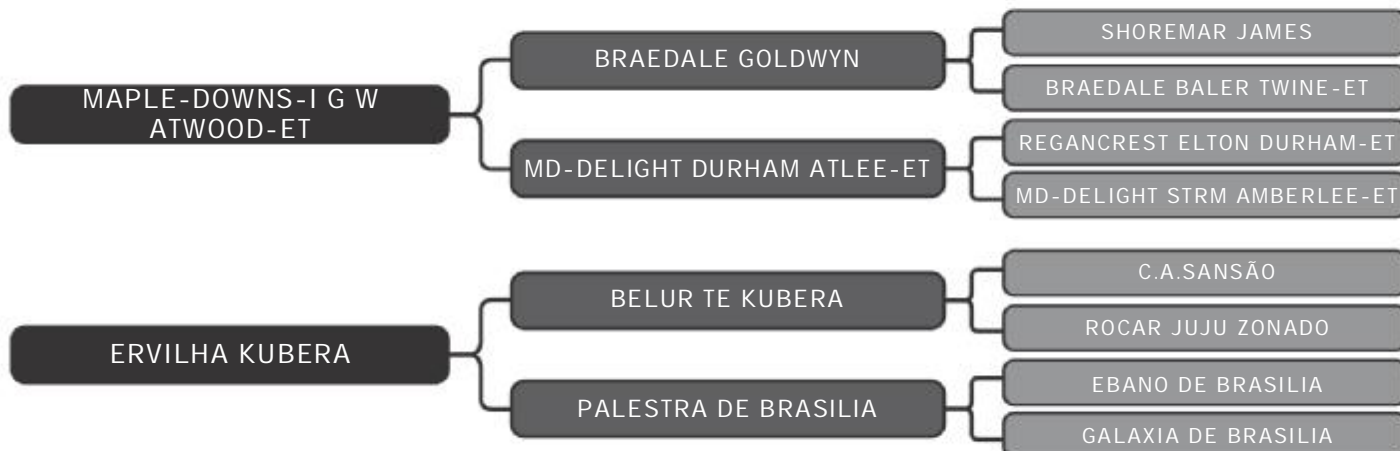 MAPLE-DOWNS-I G W
ATWOOD-ET
BRAEDALE GOLDWYN
SHOREMAR JAMES
BRAEDALE BALER TWINE-ET
MD-DELIGHT DURHAM ATLEE-ET
REGANCREST ELTON DURHAM-ET
MD-DELIGHT STRM AMBERLEE-ET
ERVILHA KUBERA
BELUR TE KUBERA
C.A.SANSÃO
ROCAR JUJU ZONADO
PALESTRA DE BRASILIA
EBANO DE BRASILIA
GALAXIA DE BRASILIA